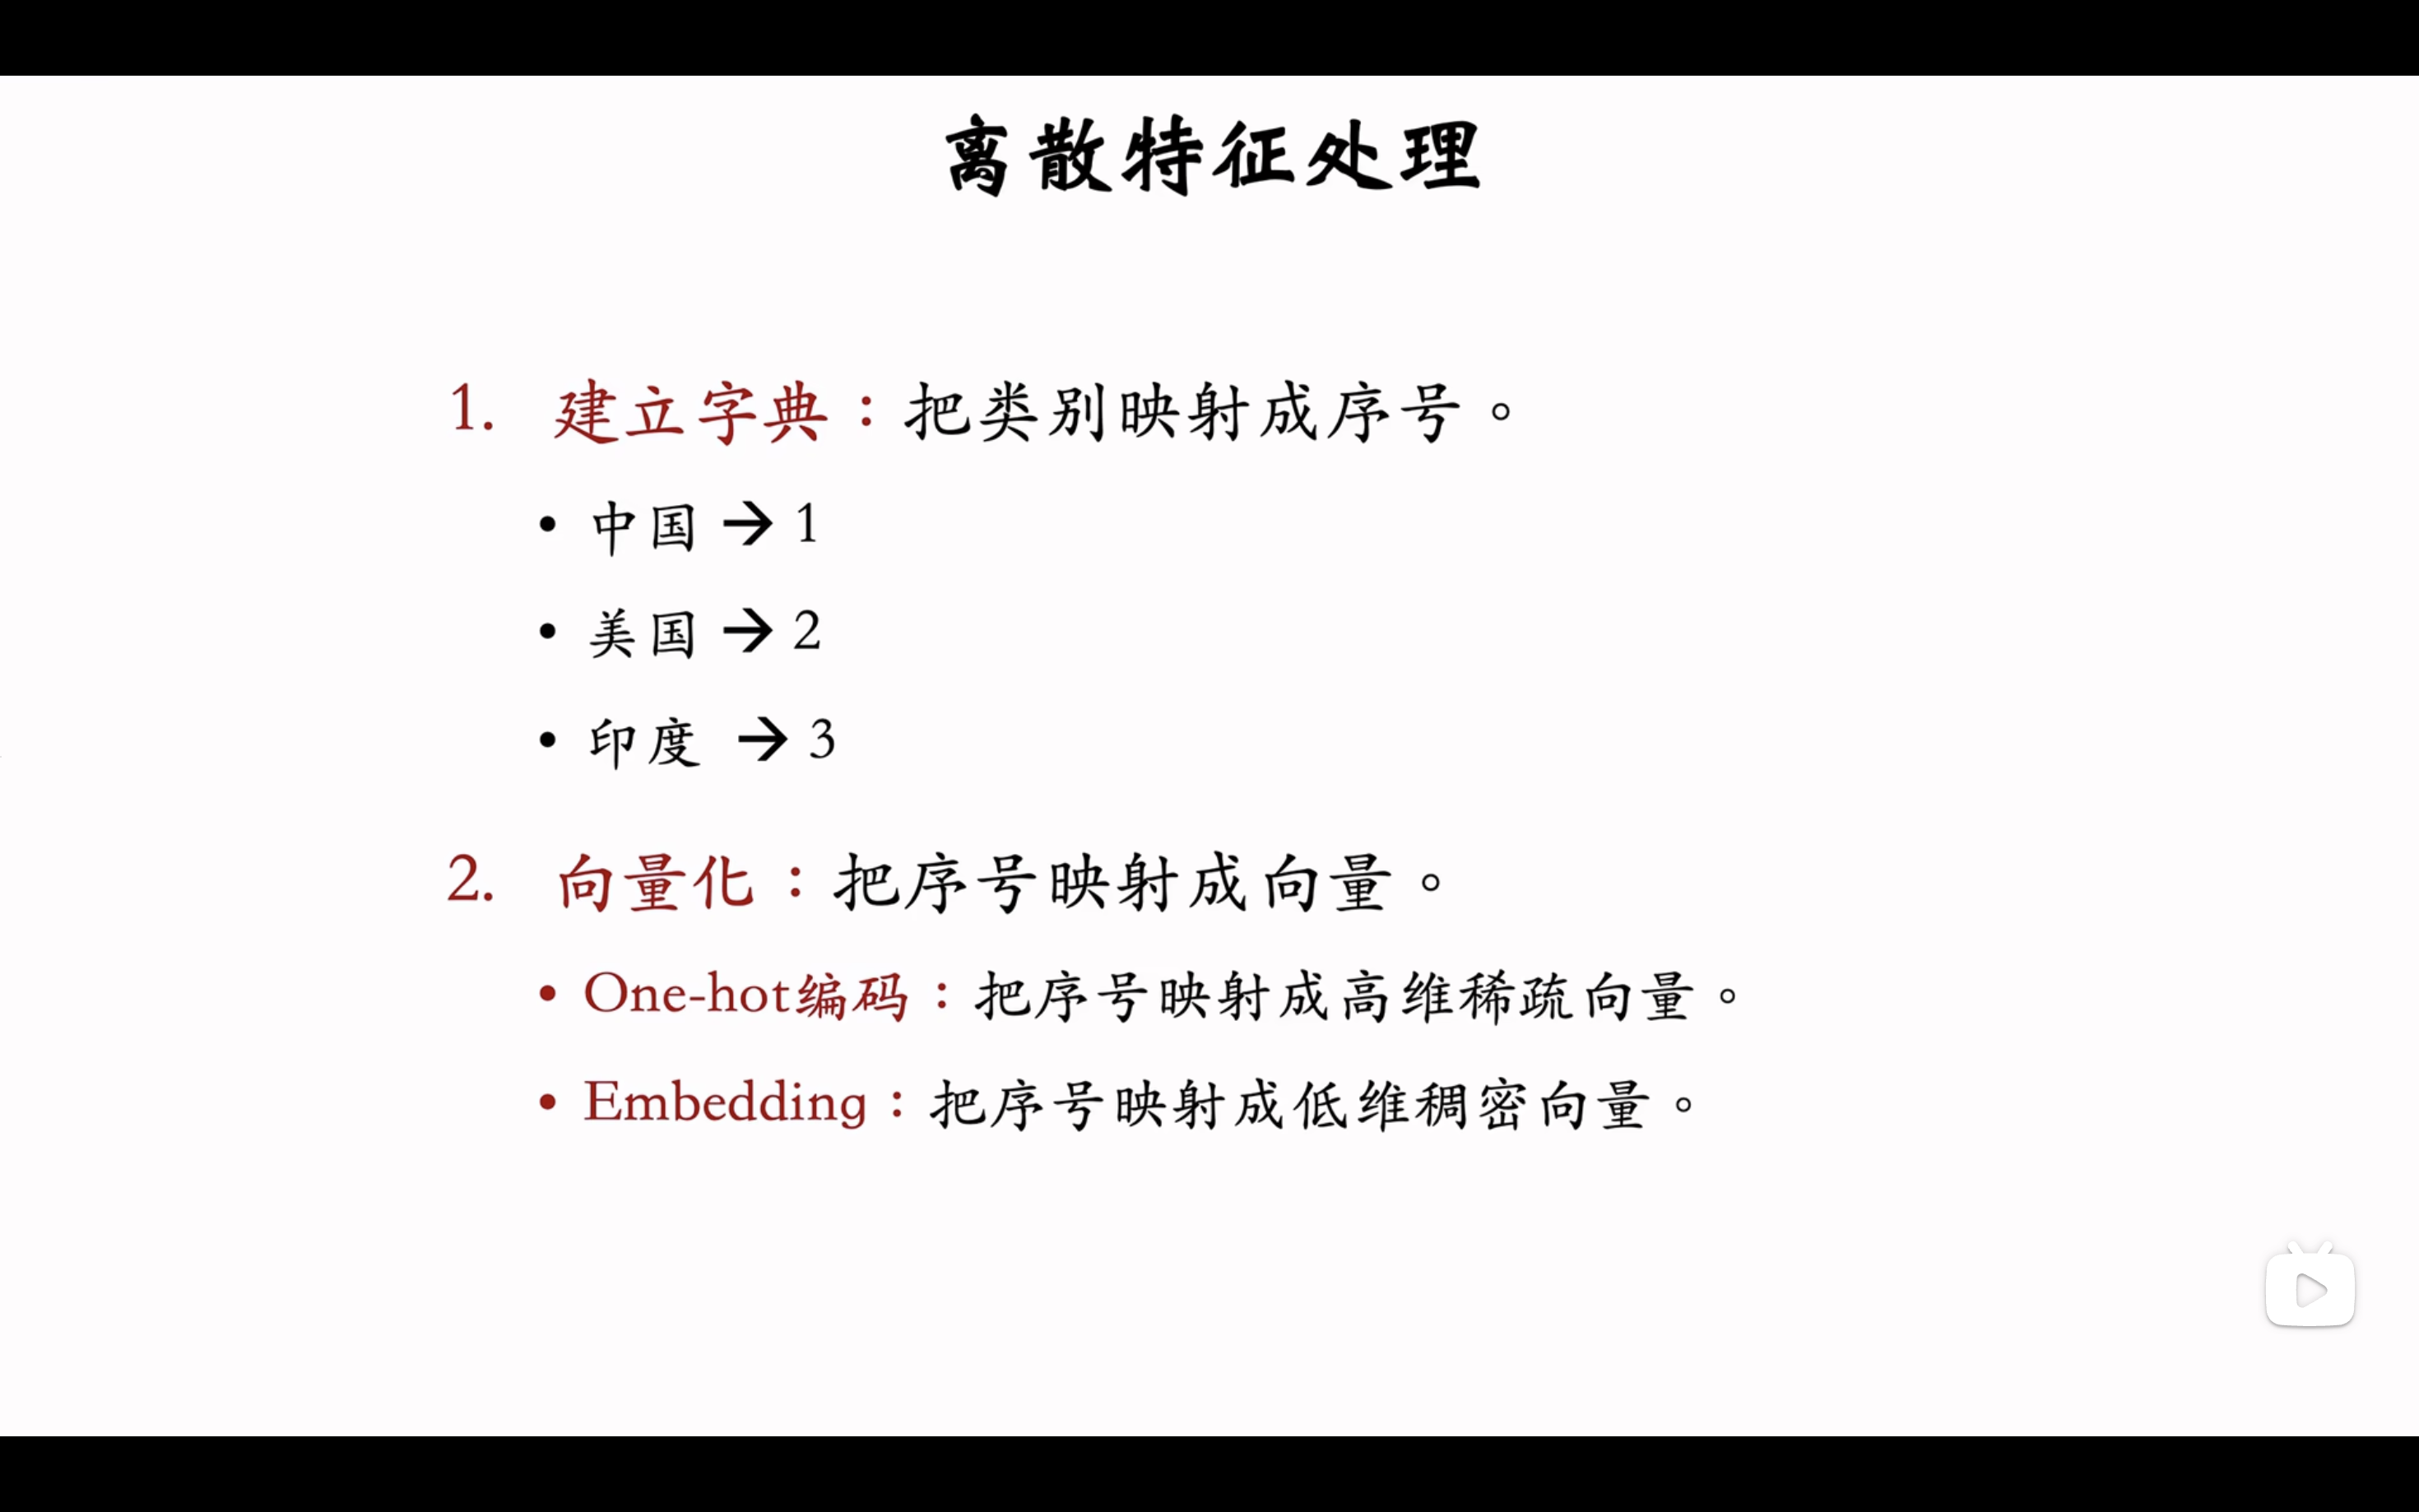 离散特征处理
1. 建立字典：把类别映射成序号。
• 中国 → 1
• 美国 → 2
• 印度 → 3
2. 向量化：把序号映射成向量。
• One-hot编码：把序号映射成高维稀疏向量。
• Embedding：把序号映射成低维稠密向量。